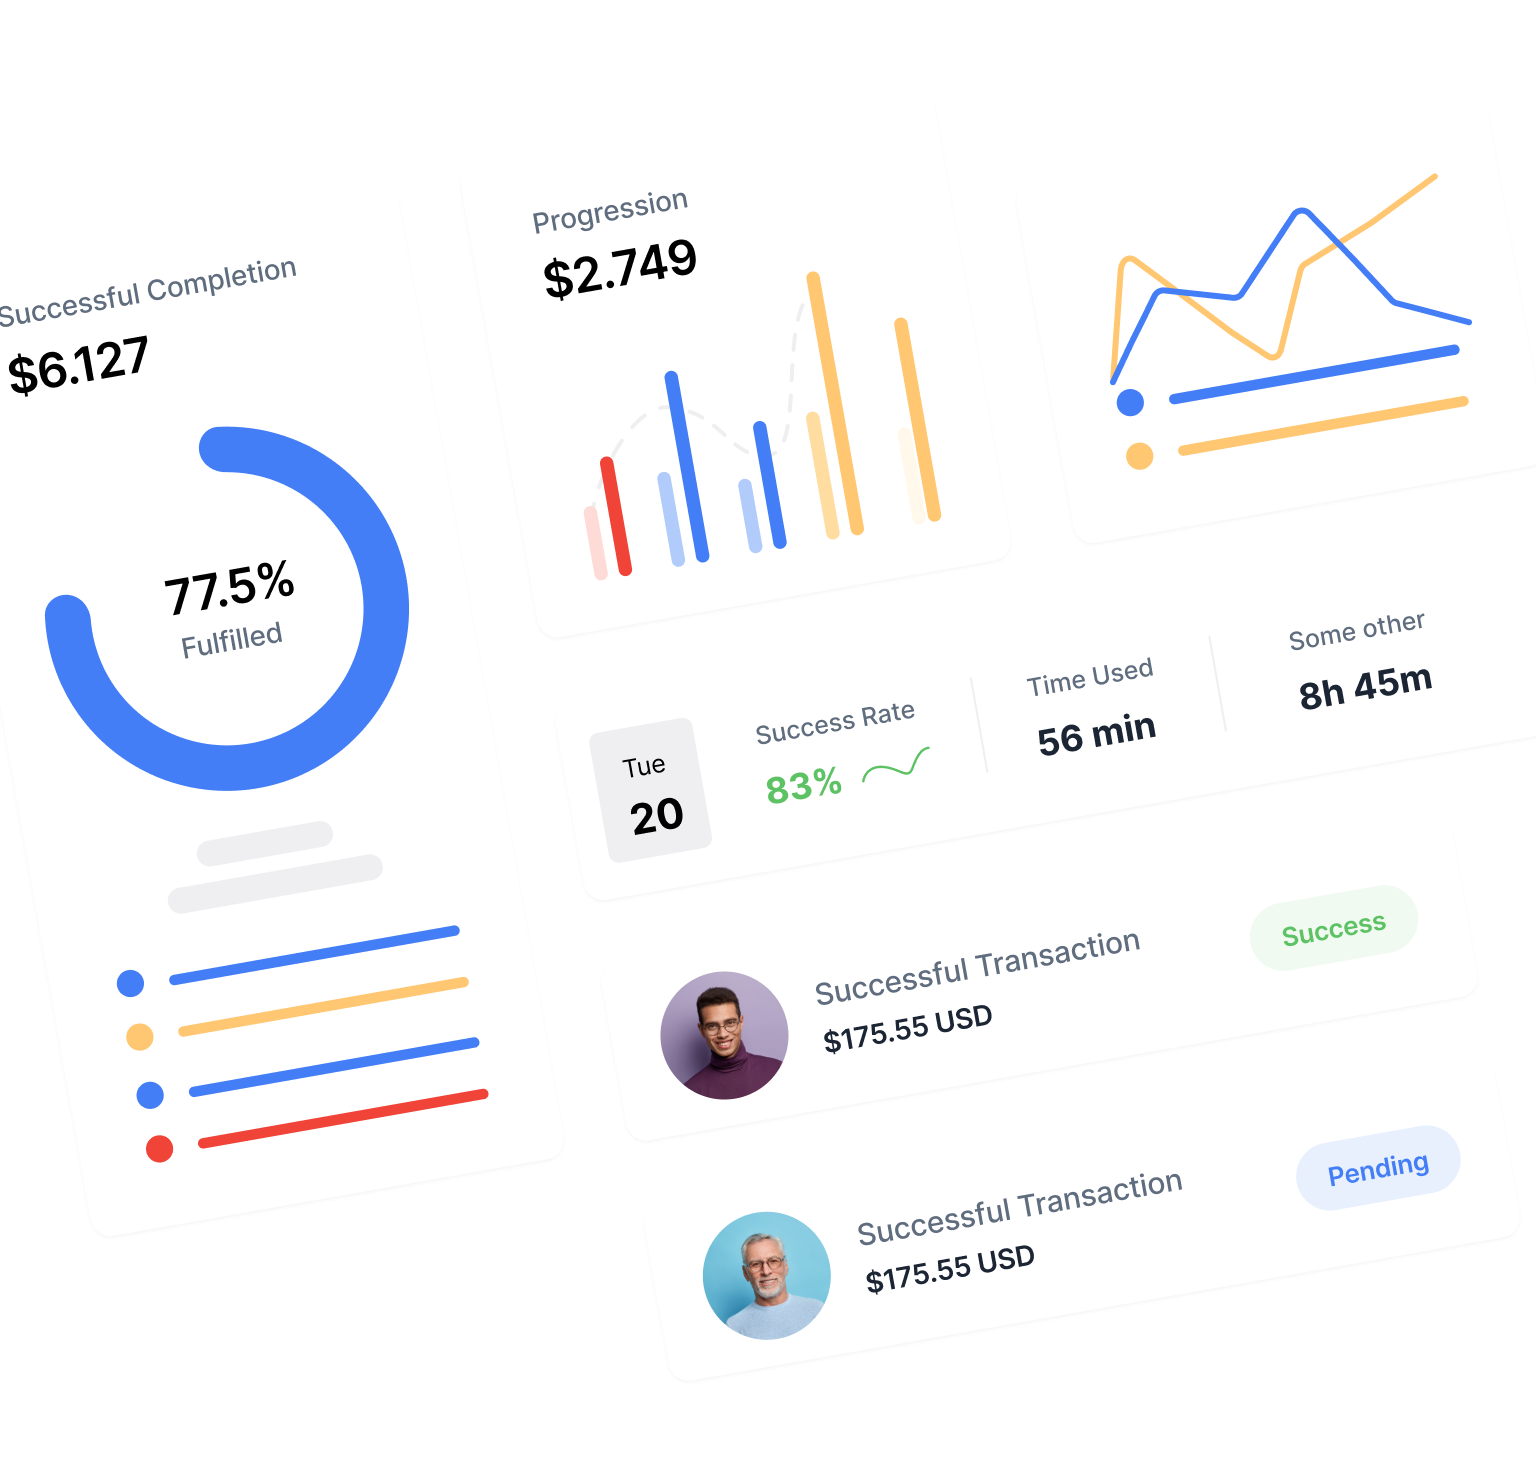 Successful Completion
$6.127
77.5%
Fulfilled
Progression
$2.749
Tue
20
Success Rate
83%
Time Used
56 min
Some other
8h 45m
Successful Transaction
$175.55 USD
Success
Successful Transaction
$175.55 USD
Pending